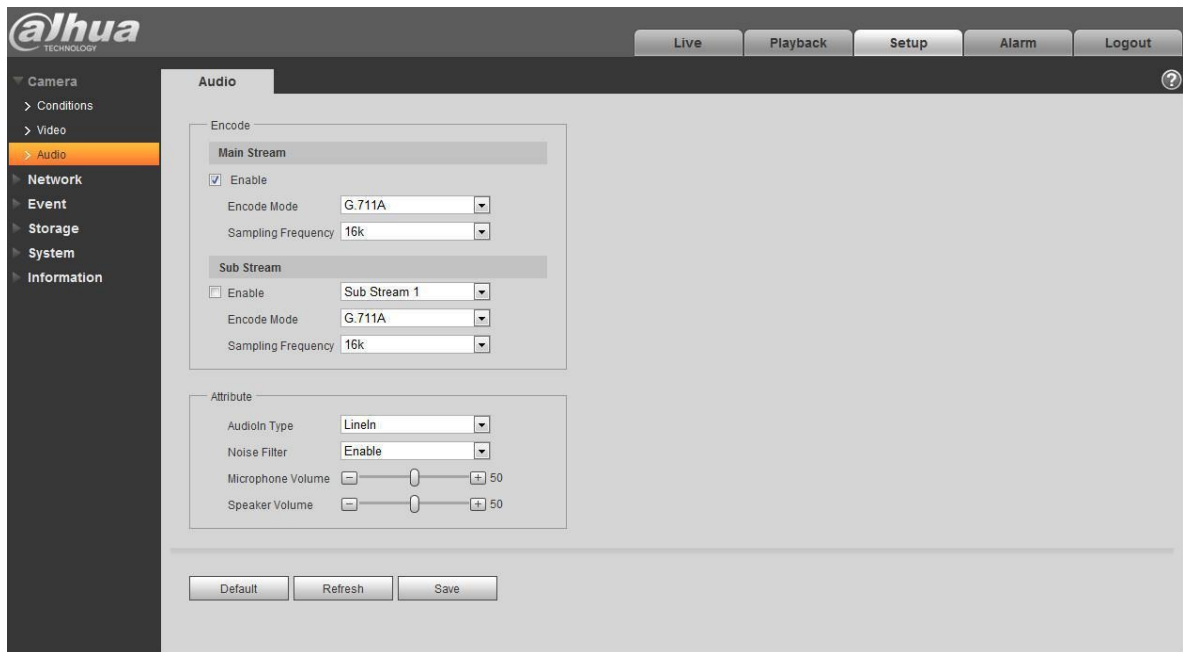 alhua
TECHNOLOGY
Live Playback Setup Alarm Logout
Camera
Conditions
Video
Audio
Network
Event
Storage
System
Information
Audio
?
Encode
Main Stream
Enable
Encode Mode G.711A
Sampling Frequency 16k
Sub Stream
Enable Sub Stream 1
Encode Mode G.711A
Sampling Frequency 16k
Attribute
AudioIn Type LineIn
Noise Filter Enable
Microphone Volume 50
Speaker Volume 50
Default Refresh Save